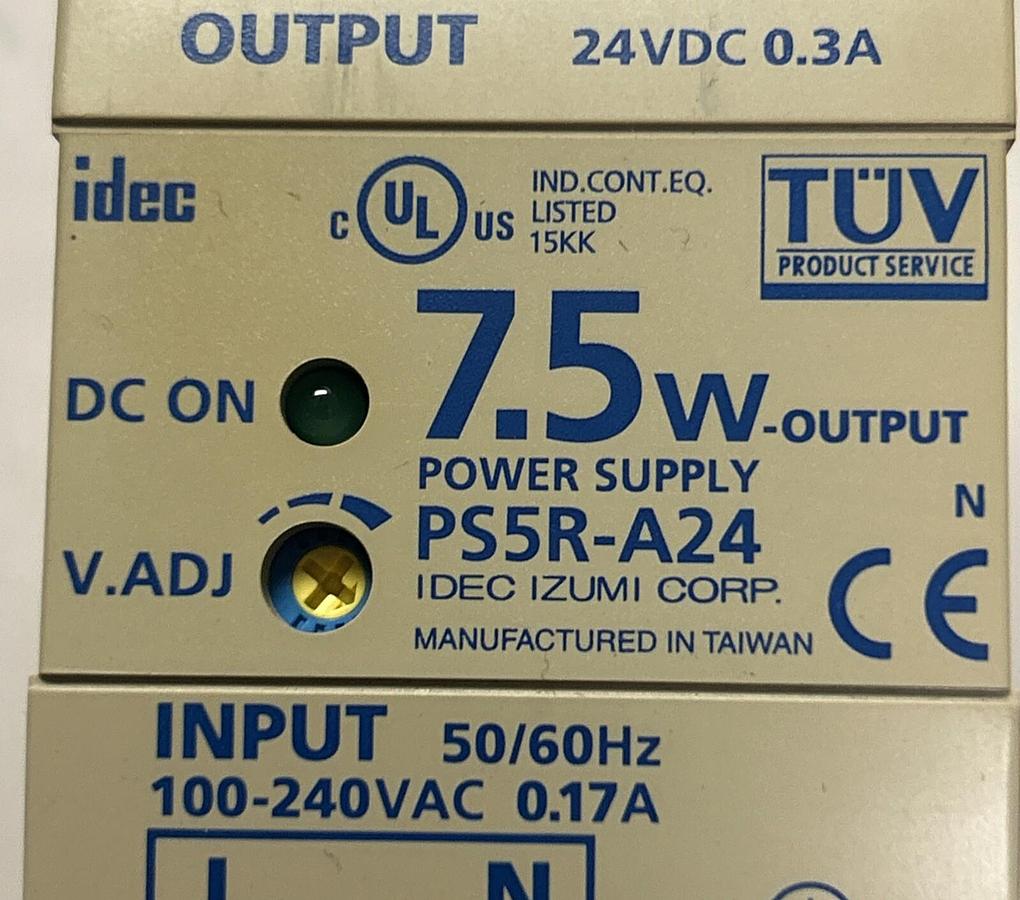 OUTPUT 24VDC 0.3A
idec
C UL US
IND.CONT.EQ.
LISTED
15KK
TÜV
PRODUCT SERVICE
DC ON
7.5W-OUTPUT
POWER SUPPLY
N
PS5R-A24
V.ADJ
IDEC IZUMI CORP.
CE
MANUFACTURED IN TAIWAN
INPUT 50/60Hz
100-240VAC 0.17A
L N